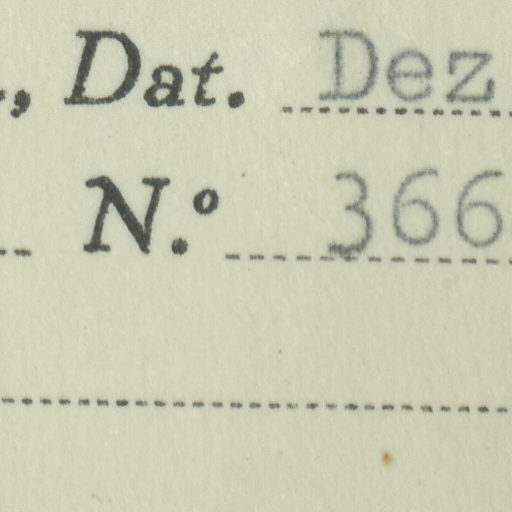 ., Dat. Dez
N.º 366